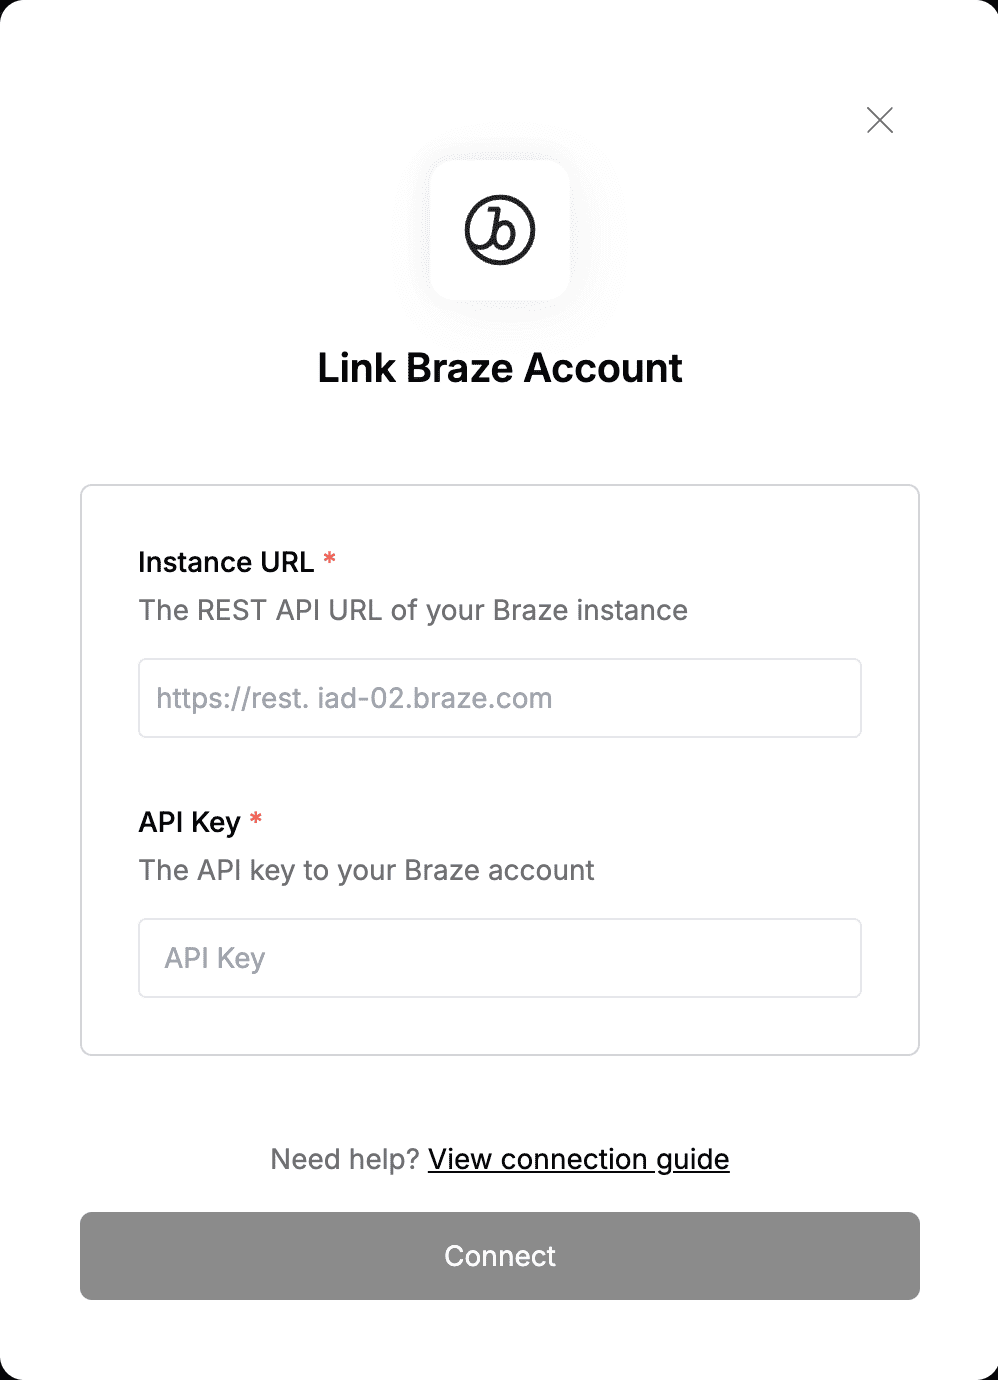 Link Braze Account
Instance URL *
The REST API URL of your Braze instance
https://rest. iad-02.braze.com
API Key *
The API key to your Braze account
API Key
Need help? View connection guide
Connect